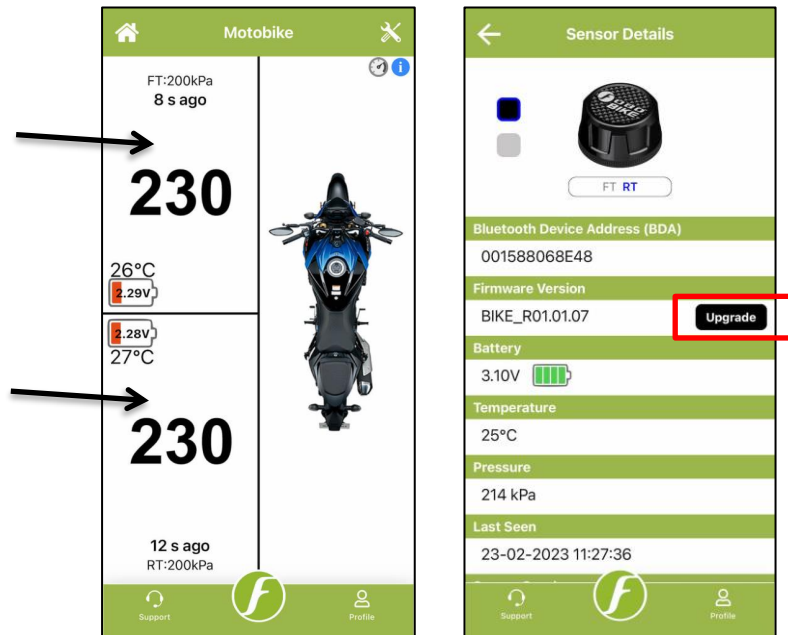 Motobike
FT:200kPa
8 s ago
230
26°C
2.29V
2.28V
27°C
230
12 s ago
RT:200kPa
Support
Profile
Sensor Details
FOBO
BIKE
FT RT
Bluetooth Device Address (BDA)
001588068E48
Firmware Version
BIKE_R01.01.07
Upgrade
Battery
3.10V
Temperature
25°C
Pressure
214 kPa
Last Seen
23-02-2023 11:27:36
Support
Profile